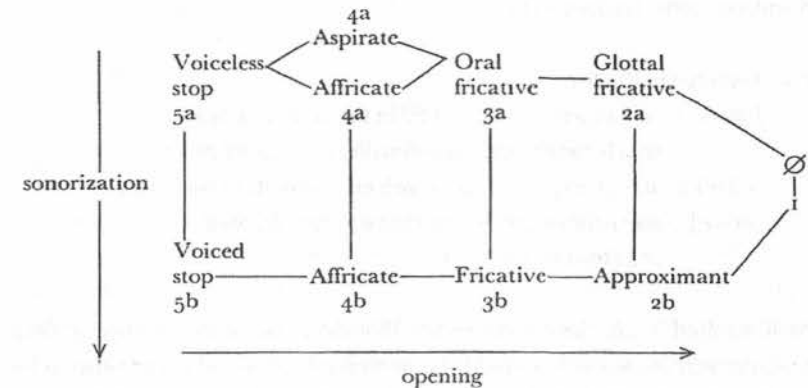 4a
Aspirate
Voiceless Oral Glottal
stop Affricate fricative fricative
5a 4a 3a 2a
Ø
sonorization
1
Voiced
stop Affricate Fricative Approximant
5b 4b 3b 2b
opening